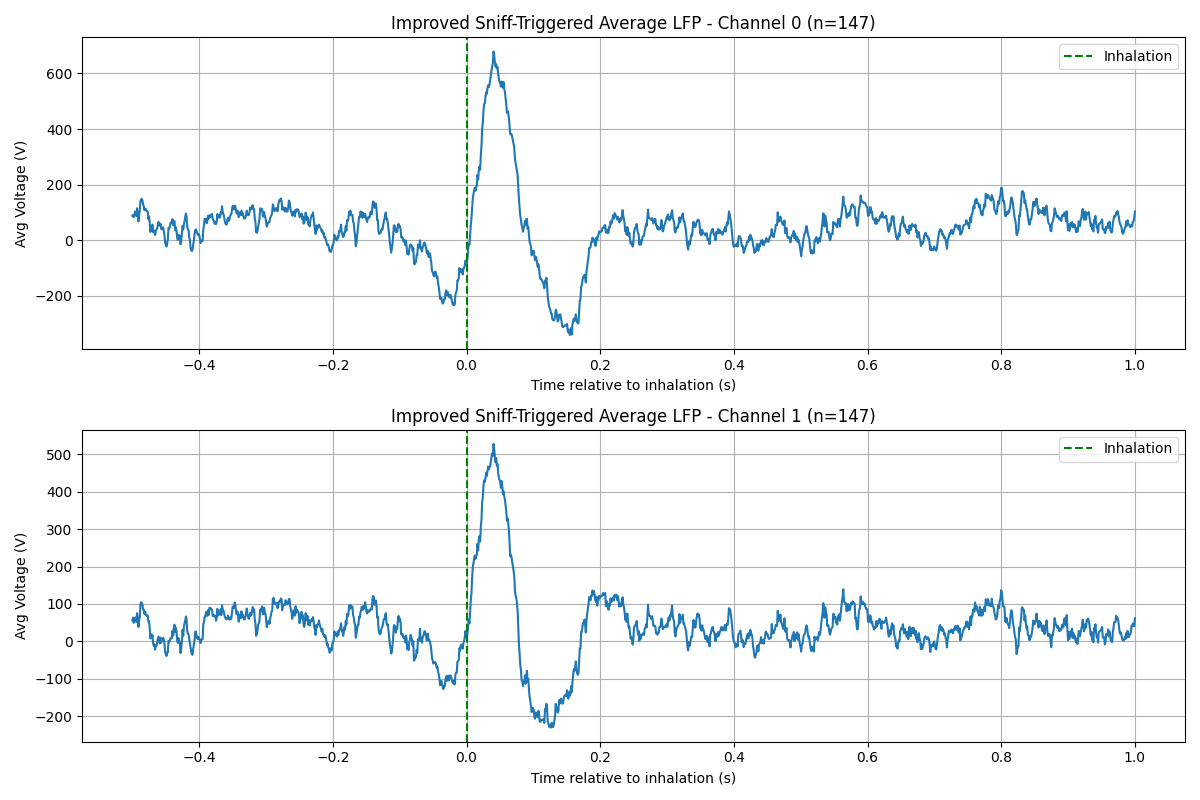 Improved Sniff-Triggered Average LFP - Channel 0 (n=147)
Inhalation
Avg Voltage (V)
600
400
200
0
−200
−0.4 −0.2 0.0 0.2 0.4 0.6 0.8 1.0
Time relative to inhalation (s)
Improved Sniff-Triggered Average LFP - Channel 1 (n=147)
Inhalation
Avg Voltage (V)
500
400
300
200
100
0
−100
−200
−0.4 −0.2 0.0 0.2 0.4 0.6 0.8 1.0
Time relative to inhalation (s)